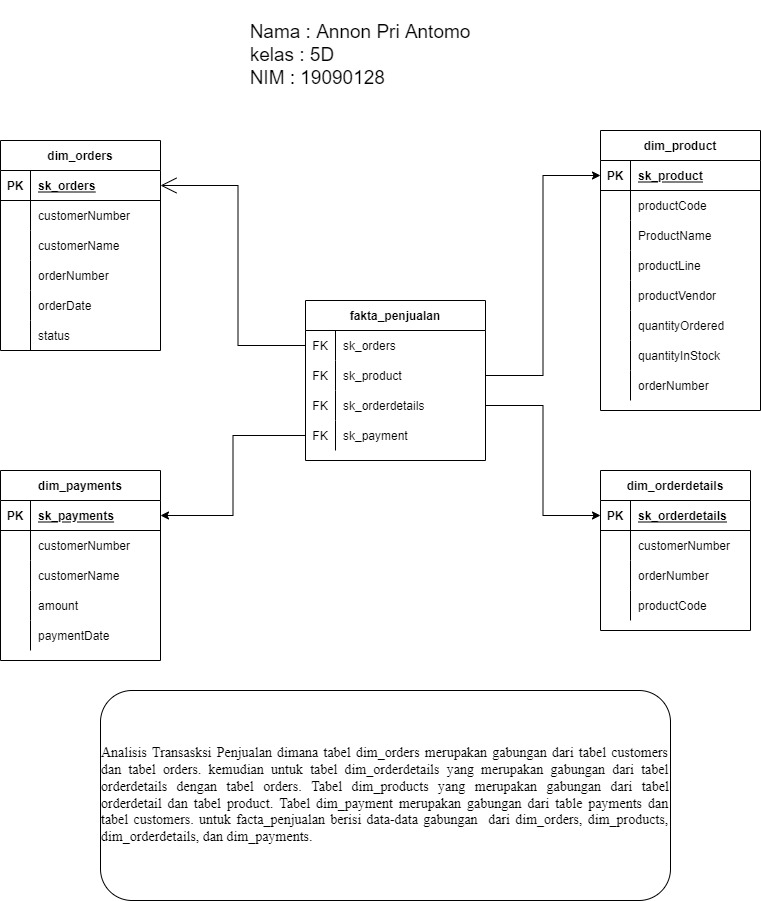 Nama : Annon Pri Antomo
kelas : 5D
NIM : 19090128
dim_orders
PK sk_orders
customerNumber
customerName
orderNumber
orderDate
status
dim_product
PK sk_product
productCode
ProductName
productLine
productVendor
quantityOrdered
quantityInStock
orderNumber
fakta_penjualan
FK sk_orders
FK sk_product
FK sk_orderdetails
FK sk_payment
dim_payments
PK sk_payments
customerNumber
customerName
amount
paymentDate
dim_orderdetails
PK sk_orderdetails
customerNumber
orderNumber
productCode
Analisis Transasksi Penjualan dimana tabel dim_orders merupakan gabungan dari tabel customers
dan tabel orders. kemudian untuk tabel dim_orderdetails yang merupakan gabungan dari tabel
orderdetails dengan tabel orders. Tabel dim_products yang merupakan gabungan dari tabel
orderdetail dan tabel product. Tabel dim_payment merupakan gabungan dari table payments dan
tabel customers. untuk facta_penjualan berisi data-data gabungan dari dim_orders, dim_products,
dim_orderdetails, dan dim_payments.